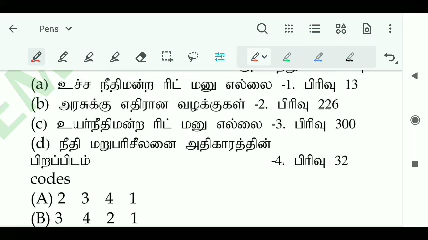 Pens
(a) உச்ச நீதிமன்ற ரிட் மனு எல்லை -1. பிரிவு 13
(b) அரசுக்கு எதிரான வழக்குகள் -2. பிரிவு 226
(c) உயர்நீதிமன்ற ரிட் மனு எல்லை -3. பிரிவு 300
(d) நீதி மறுபரிசீலனை அதிகாரத்தின்
பிறப்பிடம் -4. பிரிவு 32
codes
(A) 2 3 4 1
(B) 3 4 2 1